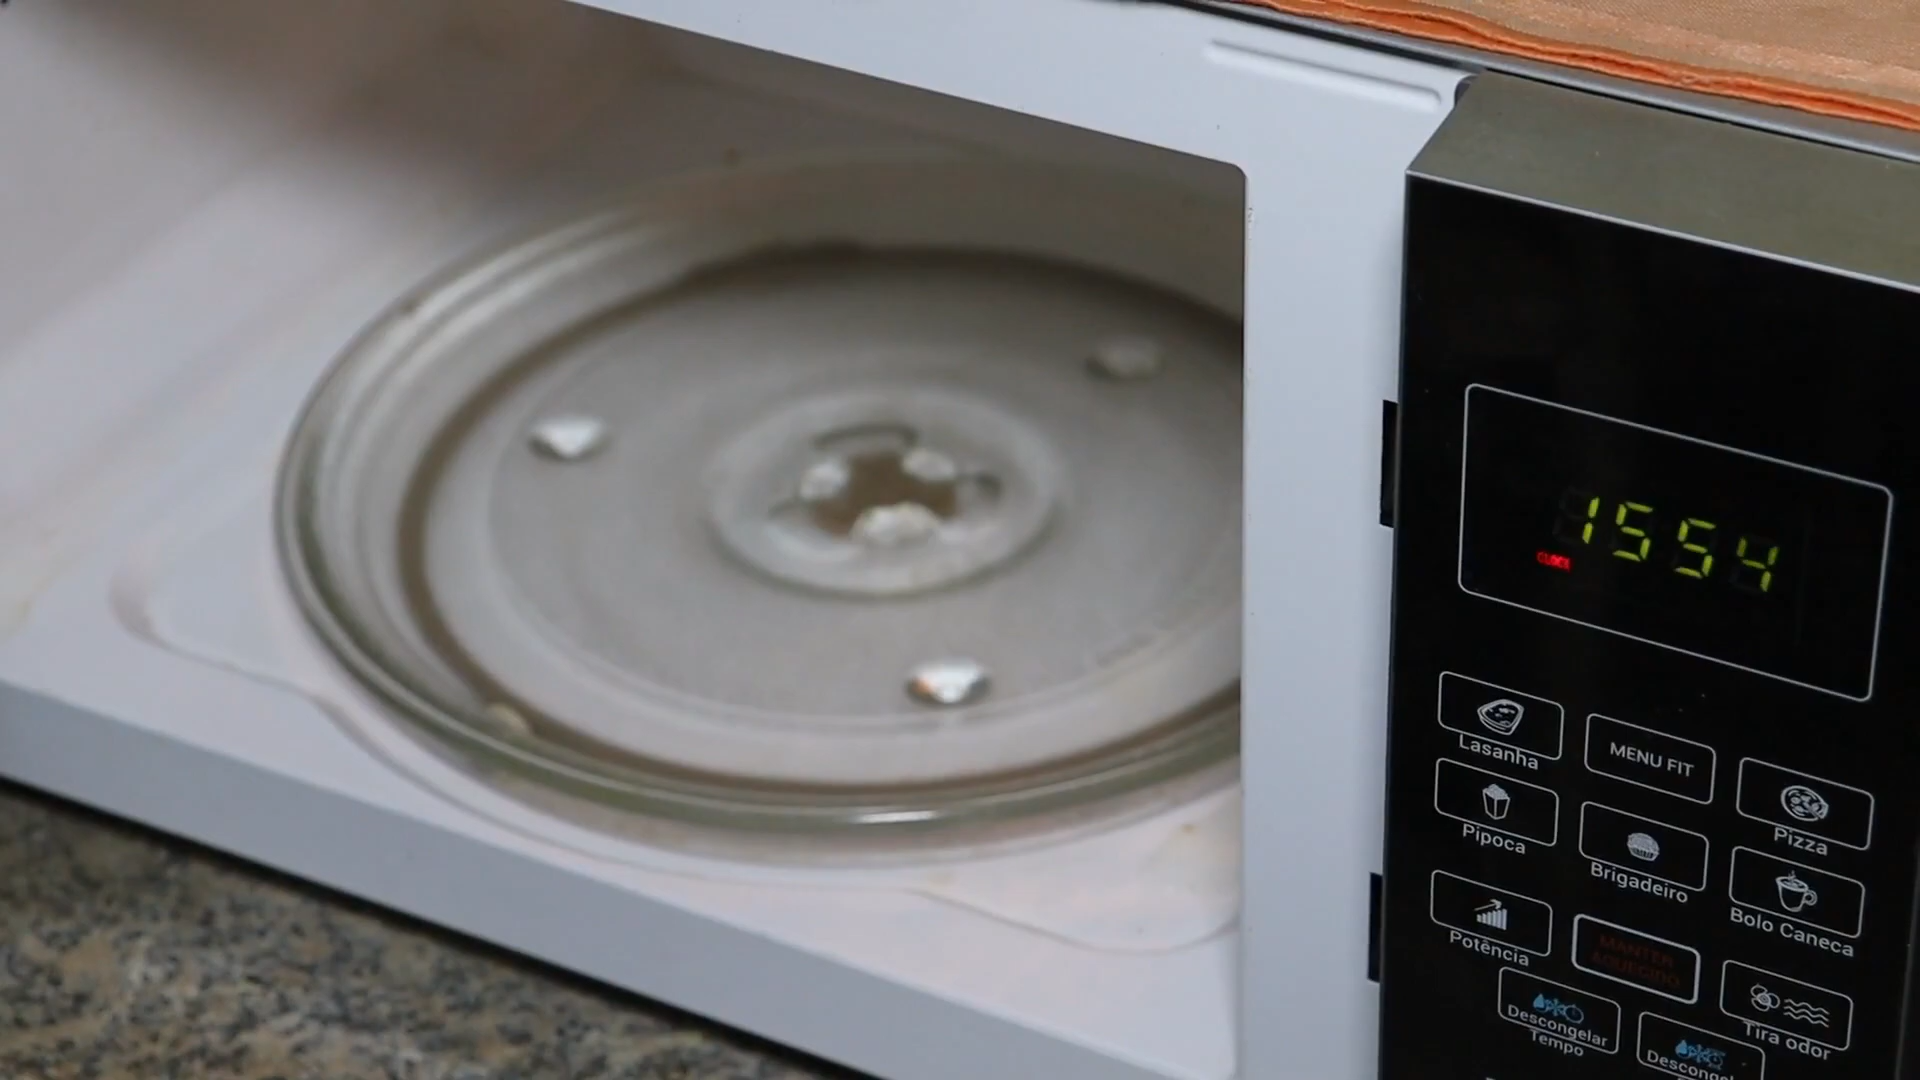 1554
CLOCK
Lasanha
MENU FIT
Pizza
Pipoca
Brigadeiro
Bolo Caneca
Potência
MANTER
AQUECIDO
Tira odor
Descongelar
Tempo